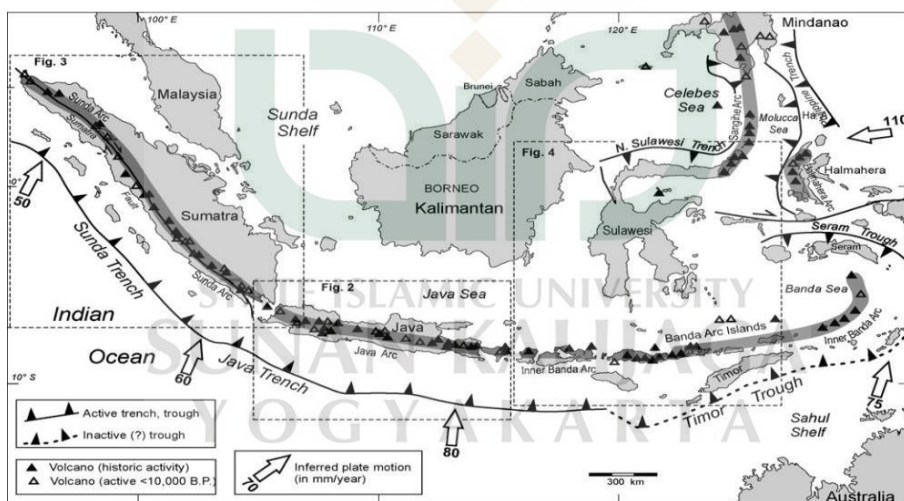 100° E
110° E
120° E
Mindanao
Fig. 3
Malaysia
Sunda Arc
Sumatra
Fault
Sunda
Shelf
Brunei
Sabah
Sarawak
Celebes
Sea
Sangihe Arc
Philippine
Trench
Molucca
Sea
110
N. Sulawesi Trench
Fig. 4
Halmahera
Halmahera Arc
50
0°
BORNEO
Kalimantan
Sumatra
Sulawesi
Seram Trough
Seram
Sunda Trench
Sunda Arc
STATE ISLAMIC UNIVERSITY
SUNAN KALIJAGA
YOGYAKARTA
Fig. 2
Java Sea
Banda Sea
Indian
Ocean
Java
Java Arc
Banda Arc Islands
Inner Banda Arc
Inner Banda Arc
60
Java Trench
10° S
Timor
Timor Trough
75
80
Sahul
Shelf
Active trench, trough
Inactive (?) trough
Volcano (historic activity)
Volcano (active <10,000 B.P.)
70
Inferred plate motion
(in mm/year)
300 km
Australia